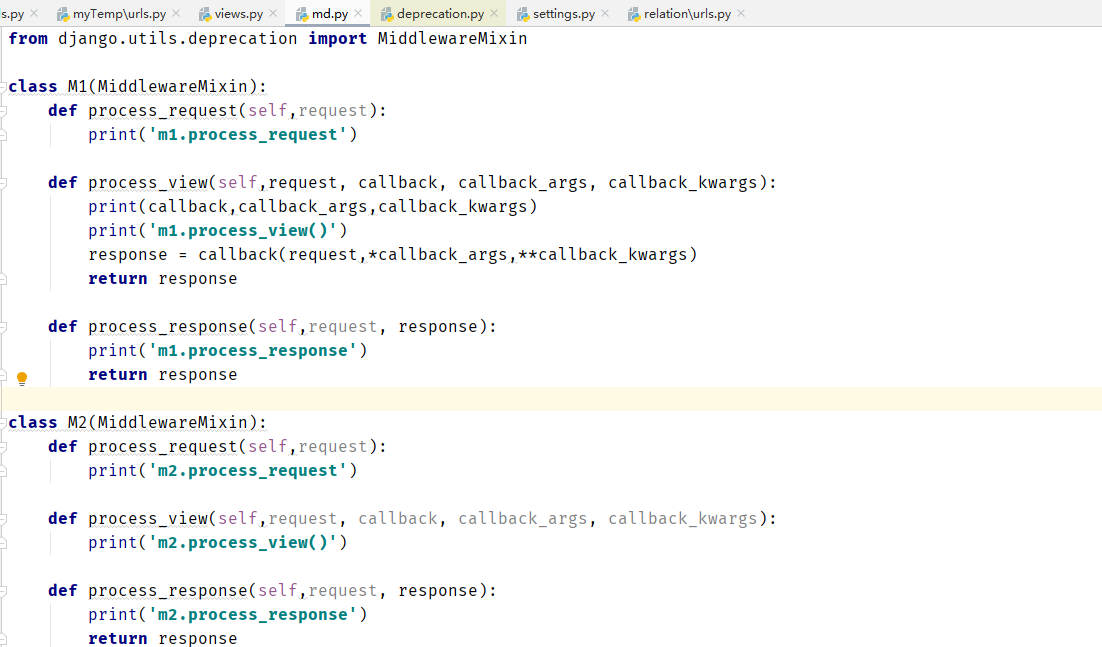 s.py myTemp\urls.py views.py md.py deprecation.py settings.py relation\urls.py
from django.utils.deprecation import MiddlewareMixin
class M1(MiddlewareMixin):
def process_request(self,request):
print('m1.process_request')
def process_view(self,request, callback, callback_args, callback_kwargs):
print(callback,callback_args,callback_kwargs)
print('m1.process_view()')
response = callback(request,*callback_args,**callback_kwargs)
return response
def process_response(self,request, response):
print('m1.process_response')
return response
class M2(MiddlewareMixin):
def process_request(self,request):
print('m2.process_request')
def process_view(self,request, callback, callback_args, callback_kwargs):
print('m2.process_view()')
def process_response(self,request, response):
print('m2.process_response')
return response